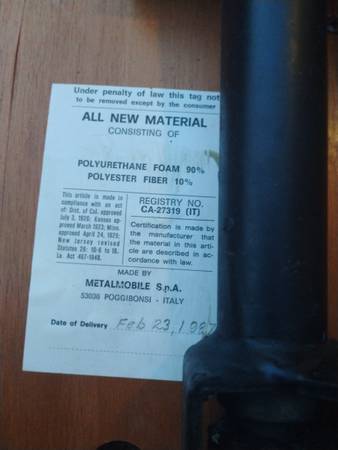 Under penalty of law this tag not
to be removed except by the consumer
ALL NEW MATERIAL
CONSISTING OF
POLYURETHANE FOAM 90%
POLYESTER FIBER 10%
This article is made in
compliance with an act
of: Dist. of Col. approved
July 3, 1926; Kansas ap-
proved March 1923; Minn.
approved April 24, 1929;
New Jersey revised
Statutes 26: 10-6 to 18.
La. Act 467-1948.
REGISTRY NO.
CA-27319 (IT)
Certification is made by
the manufacturer that
the material in this arti-
cle are described in ac-
cordance with law.
MADE BY
METALMOBILE S.p.A.
53036 POGGIBONSI - ITALY
Date of Delivery Feb 23, 1987